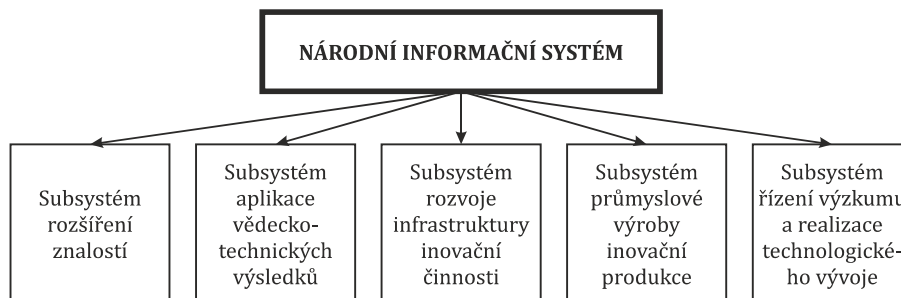 NÁRODNÍ INFORMAČNÍ SYSTÉM
Subsystém
rozšíření
znalostí
Subsystém
aplikace
vědecko-
technických
výsledků
Subsystém
rozvoje
infrastruktury
inovační
činnosti
Subsystém
průmyslové
výroby
inovační
produkce
Subsystém
řízení výzkumu
a realizace
technologické-
ho vývoje